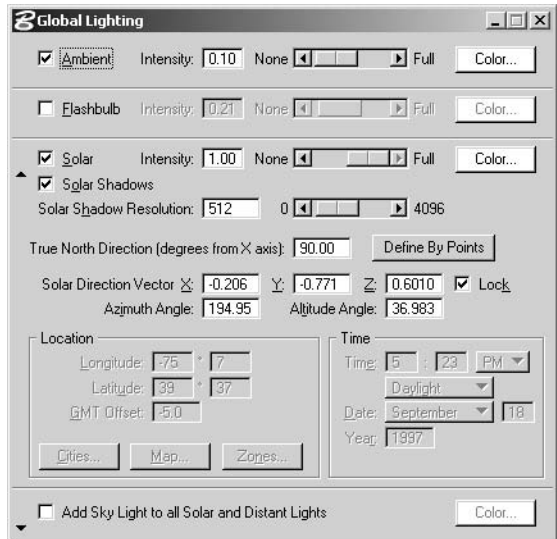 Global Lighting
Ambient Intensity: 0.10 None Full Color...
Flashbulb Intensity: 0.21 None Full Color...
Solar Intensity: 1.00 None Full Color...
Solar Shadows
Solar Shadow Resolution: 512 0 4096
True North Direction (degrees from X axis): 90.00 Define By Points
Solar Direction Vector X: -0.206 Y: -0.771 Z: 0.6010 Lock
Azimuth Angle: 194.95 Altitude Angle: 36.983
Location
Longitude: -75 ° 7
Latitude: 39 ° 37
GMT Offset: -5.0
Cities... Map... Zones...
Time
Time: 5 : 23 PM
Daylight
Date: September 18
Year: 1997
Add Sky Light to all Solar and Distant Lights Color...